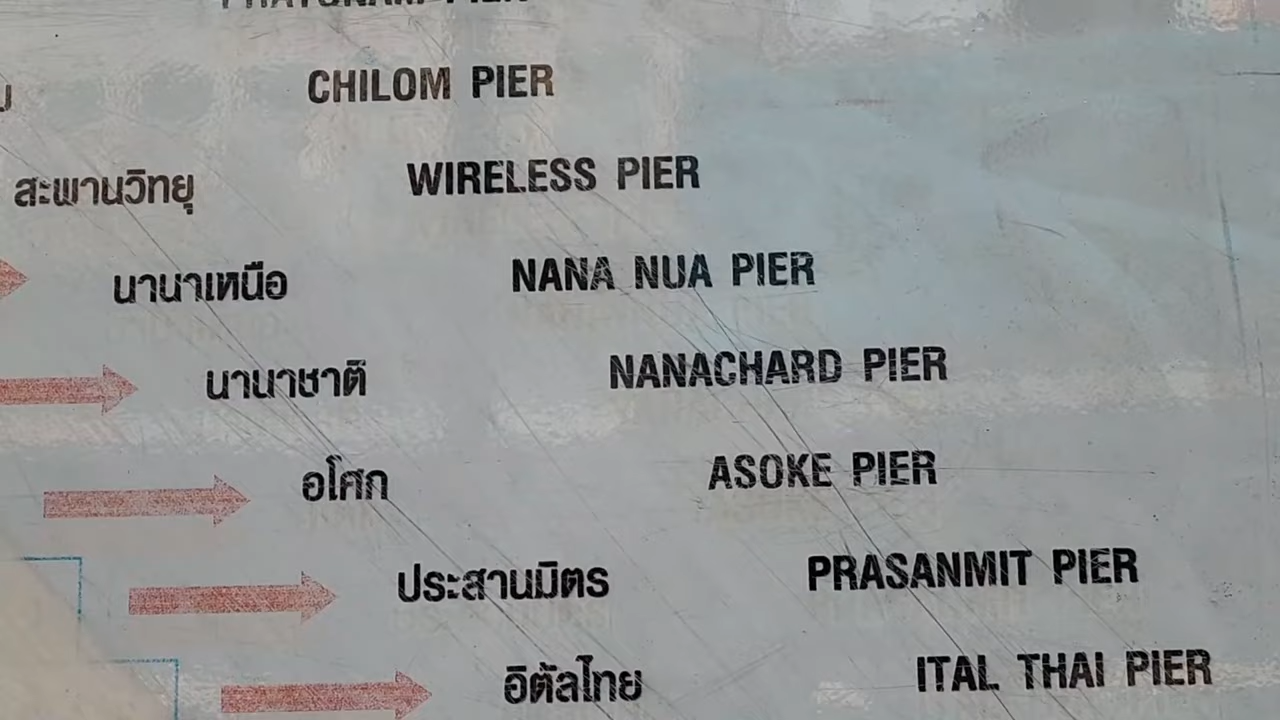 CHILOM PIER
สะพานวิทยุ WIRELESS PIER
นานาเหนือ NANA NUA PIER
นานาชาติ NANACHARD PIER
อโศก ASOKE PIER
ประสานมิตร PRASANMIT PIER
อิตัลไทย ITAL THAI PIER